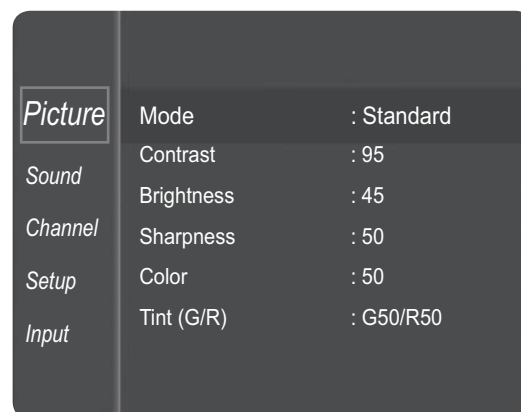 Picture
Sound
Channel
Setup
Input
Mode : Standard
Contrast : 95
Brightness : 45
Sharpness : 50
Color : 50
Tint (G/R) : G50/R50